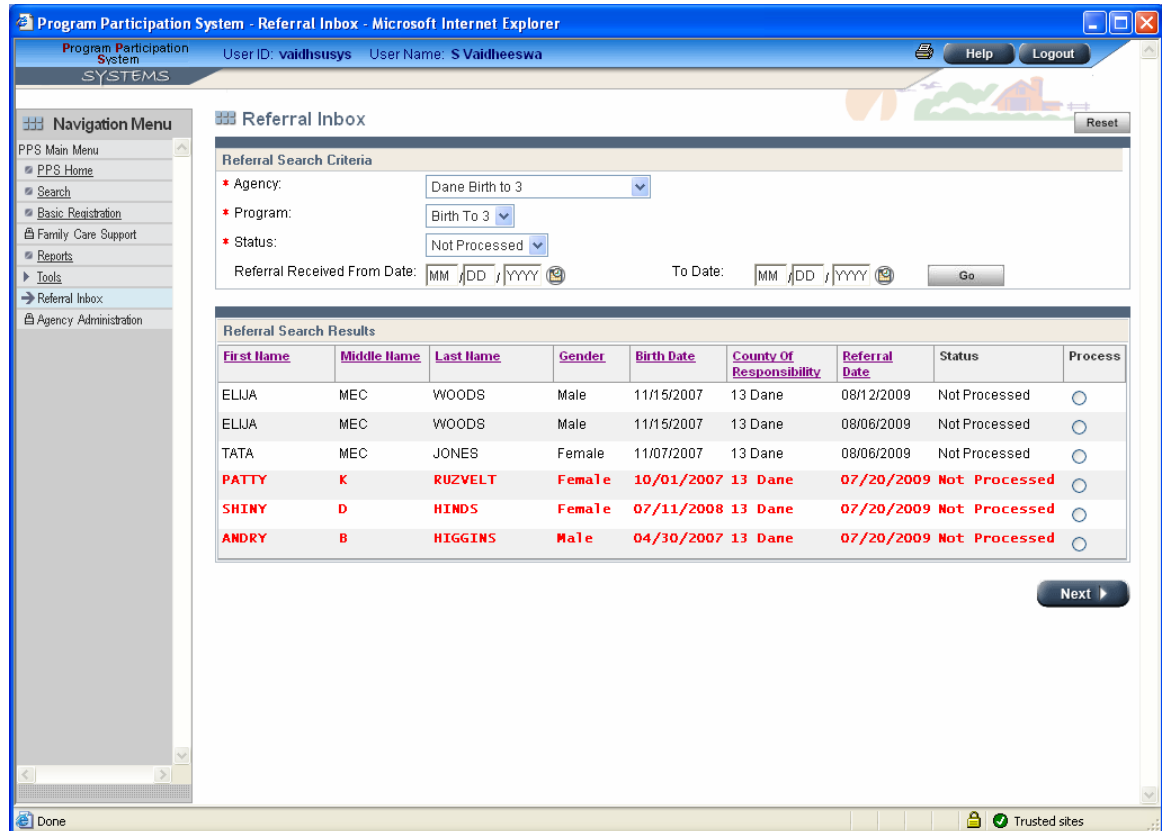 Program Participation System - Referral Inbox - Microsoft Internet Explorer
Program Participation
System
User ID: vaidhsusys User Name: S Vaidheeswa
Help
Logout
SYSTEMS
Navigation Menu
Referral Inbox
Reset
PPS Main Menu
PPS Home
Search
Basic Registration
Family Care Support
Reports
Tools
Referral Inbox
Agency Administration
Referral Search Criteria
* Agency: Dane Birth to 3
* Program: Birth To 3
* Status: Not Processed
Referral Received From Date: MM / DD / YYYY To Date: MM / DD / YYYY Go
Referral Search Results
First Name Middle Name Last Name Gender Birth Date County Of Responsibility Referral Date Status Process
ELIJA MEC WOODS Male 11/15/2007 13 Dane 08/12/2009 Not Processed
ELIJA MEC WOODS Male 11/15/2007 13 Dane 08/06/2009 Not Processed
TATA MEC JONES Female 11/07/2007 13 Dane 08/06/2009 Not Processed
PATTY K RUZVELT Female 10/01/2007 13 Dane 07/20/2009 Not Processed
SHINY D HINDS Female 07/11/2008 13 Dane 07/20/2009 Not Processed
ANDRY B HIGGINS Male 04/30/2007 13 Dane 07/20/2009 Not Processed
Next
Done
Trusted sites